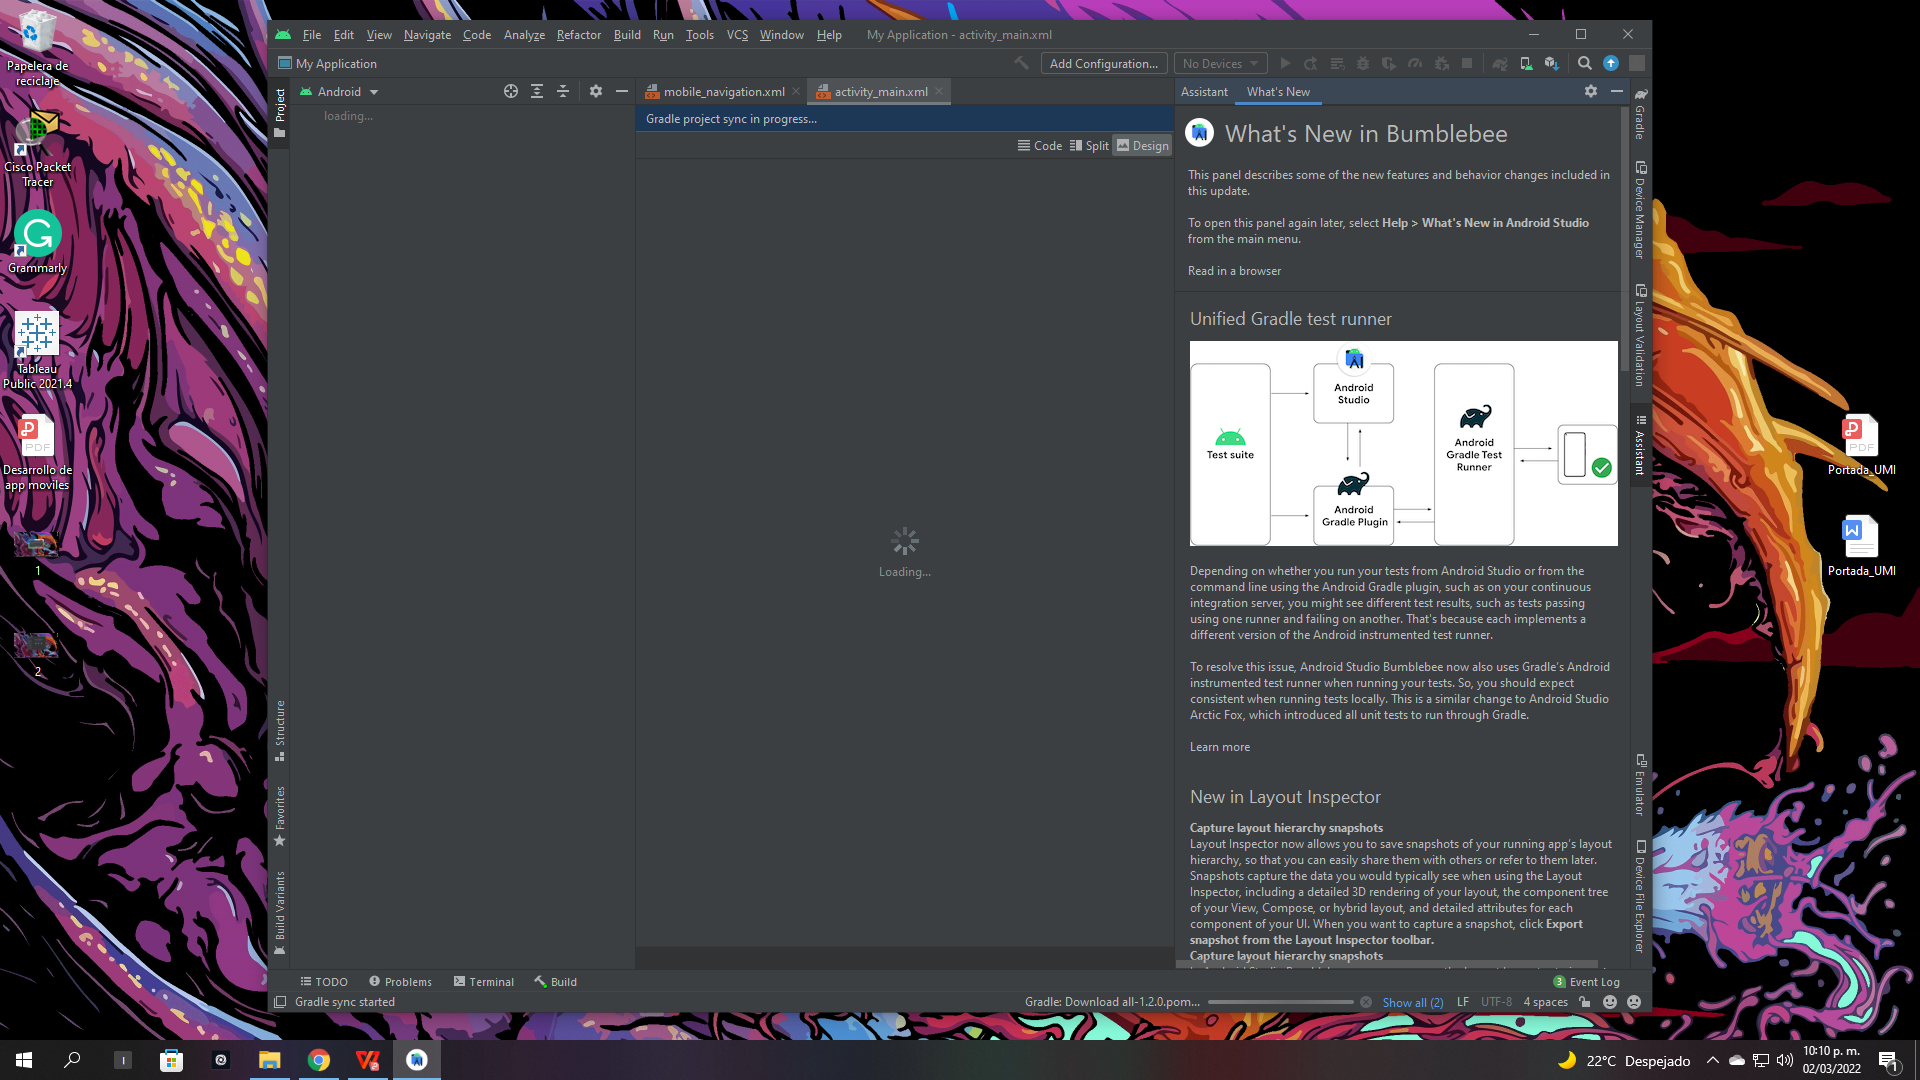 Papelera de
reciclaje
Cisco Packet
Tracer
Grammarly
Tableau
Public 2021.4
PDF
Desarrollo de
app moviles
1
2
File Edit View Navigate Code Analyze Refactor Build Run Tools VCS Window Help My Application - activity_main.xml
My Application
Add Configuration...
No Devices
Project
Android
loading...
Structure
Favorites
Build Variants
mobile_navigation.xml
activity_main.xml
Gradle project sync in progress...
Code Split Design
Loading...
Assistant What's New
What's New in Bumblebee
This panel describes some of the new features and behavior changes included in
this update.
To open this panel again later, select Help > What's New in Android Studio
from the main menu.
Read in a browser
Unified Gradle test runner
Test suite
Android
Studio
Android
Gradle Plugin
Android
Gradle Test
Runner
Depending on whether you run your tests from Android Studio or from the
command line using the Android Gradle plugin, such as on your continuous
integration server, you might see different test results, such as tests passing
using one runner and failing on another. That's because each implements a
different version of the Android instrumented test runner.
To resolve this issue, Android Studio Bumblebee now also uses Gradle's Android
instrumented test runner when running your tests. So, you should expect
consistent when running tests locally. This is a similar change to Android Studio
Arctic Fox, which introduced all unit tests to run through Gradle.
Learn more
New in Layout Inspector
Capture layout hierarchy snapshots
Layout Inspector now allows you to save snapshots of your running app's layout
hierarchy, so that you can easily share them with others or refer to them later.
Snapshots capture the data you would typically see when using the Layout
Inspector, including a detailed 3D rendering of your layout, the component tree
of your View, Compose, or hybrid layout, and detailed attributes for each
component of your UI. When you want to capture a snapshot, click Export
snapshot from the Layout Inspector toolbar.
Capture layout hierarchy snapshots
Gradle
Device Manager
Layout Validation
Assistant
Emulator
Device File Explorer
PDF
Portada_UMI
W
Portada_UMI
TODO Problems Terminal Build
3 Event Log
Gradle sync started
Gradle: Download all-1.2.0.pom...
Show all (2) LF UTF-8 4 spaces
22°C Despejado
10:10 p. m.
02/03/2022
1